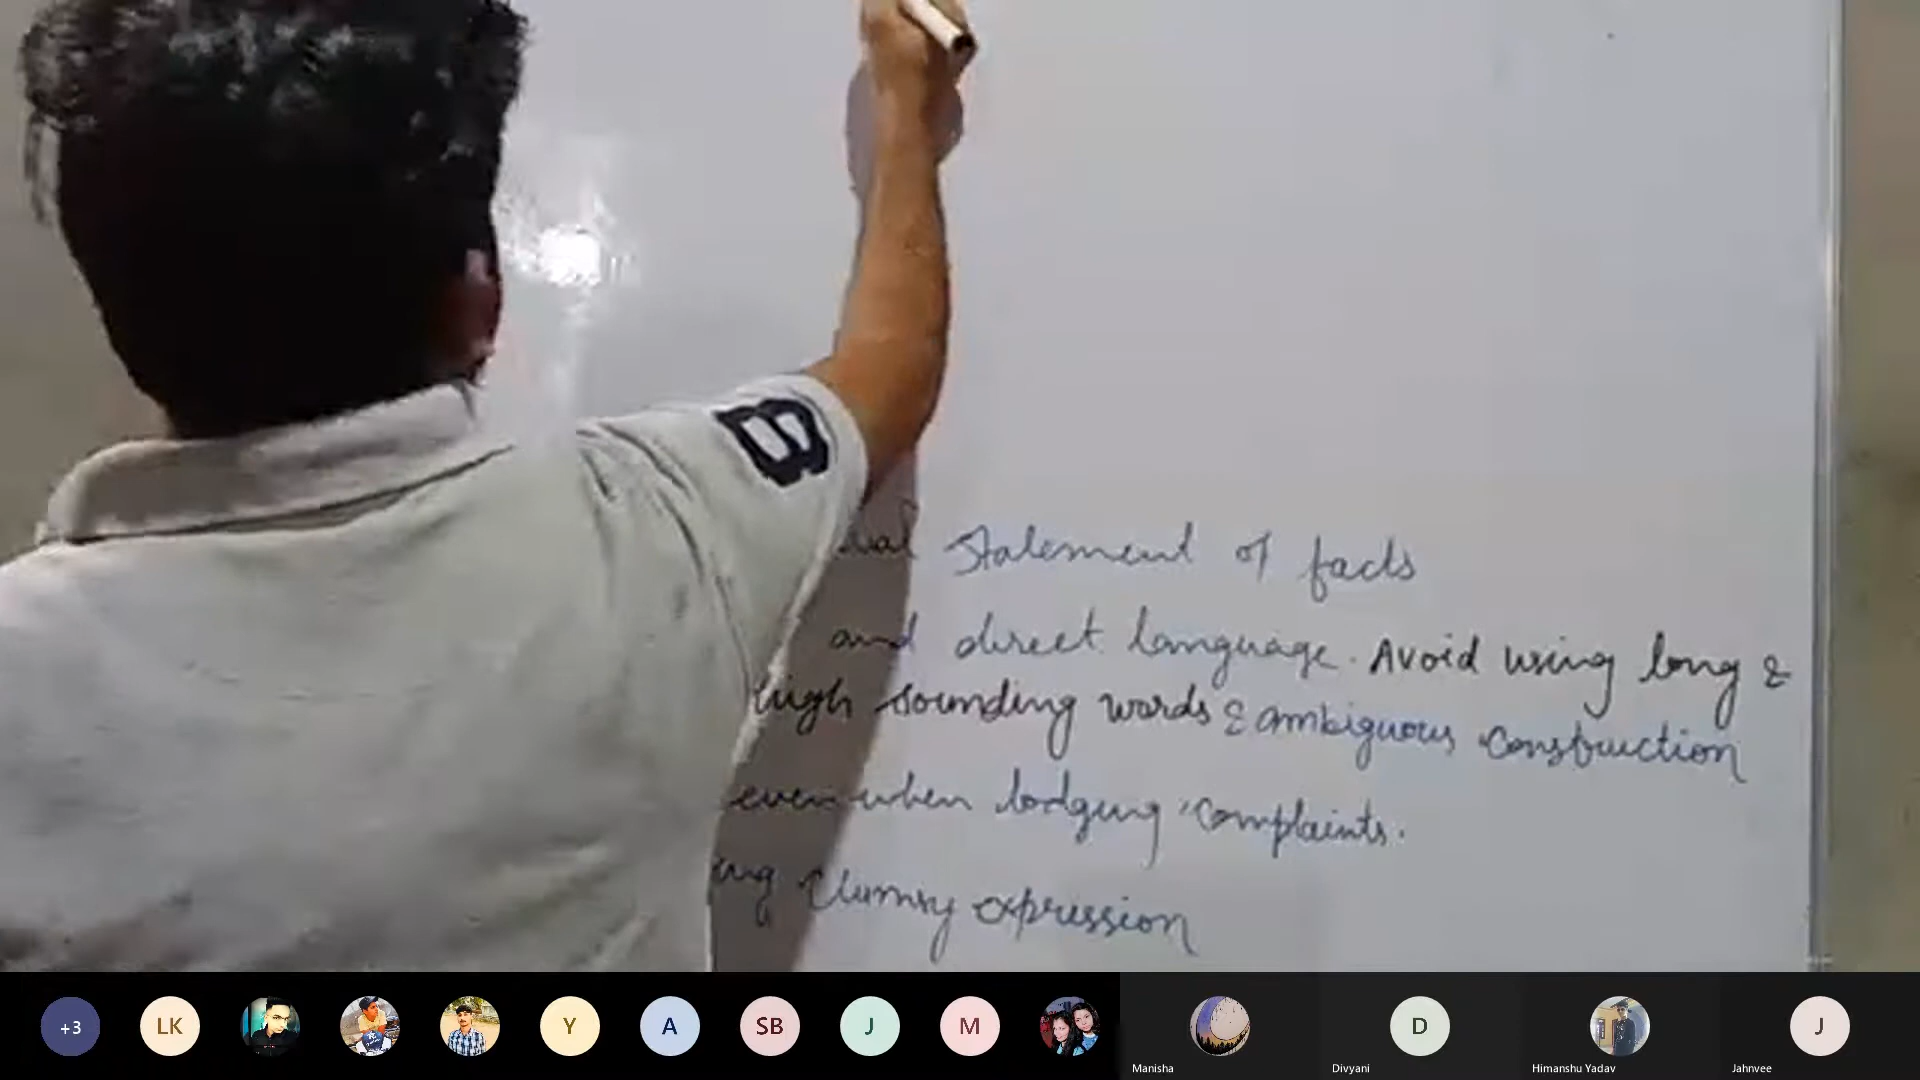 B
Statement of facts
and direct language. Avoid using long &
high sounding words & ambiguous construction
even when lodging complaints.
clumsy expression
+3
LK
Y
A
SB
J
M
D
J
Manisha
Divyani
Himanshu Yadav
Jahnvee